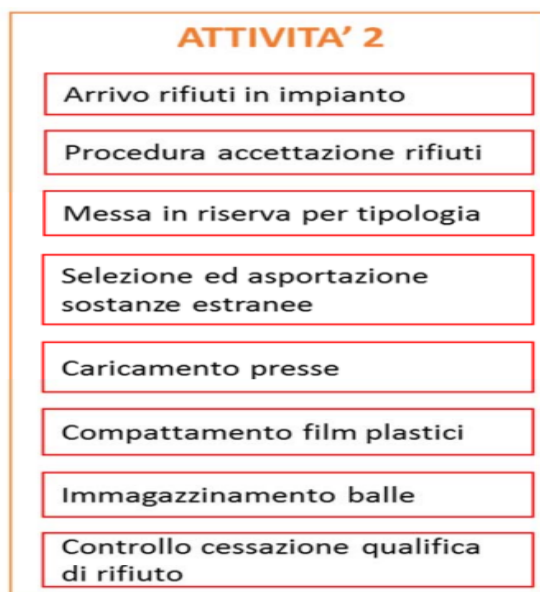 ATTIVITA’ 2
Arrivo rifiuti in impianto
Procedura accettazione rifiuti
Messa in riserva per tipologia
Selezione ed asportazione
sostanze estranee
Caricamento presse
Compattamento film plastici
Immagazzinamento balle
Controllo cessazione qualifica
di rifiuto